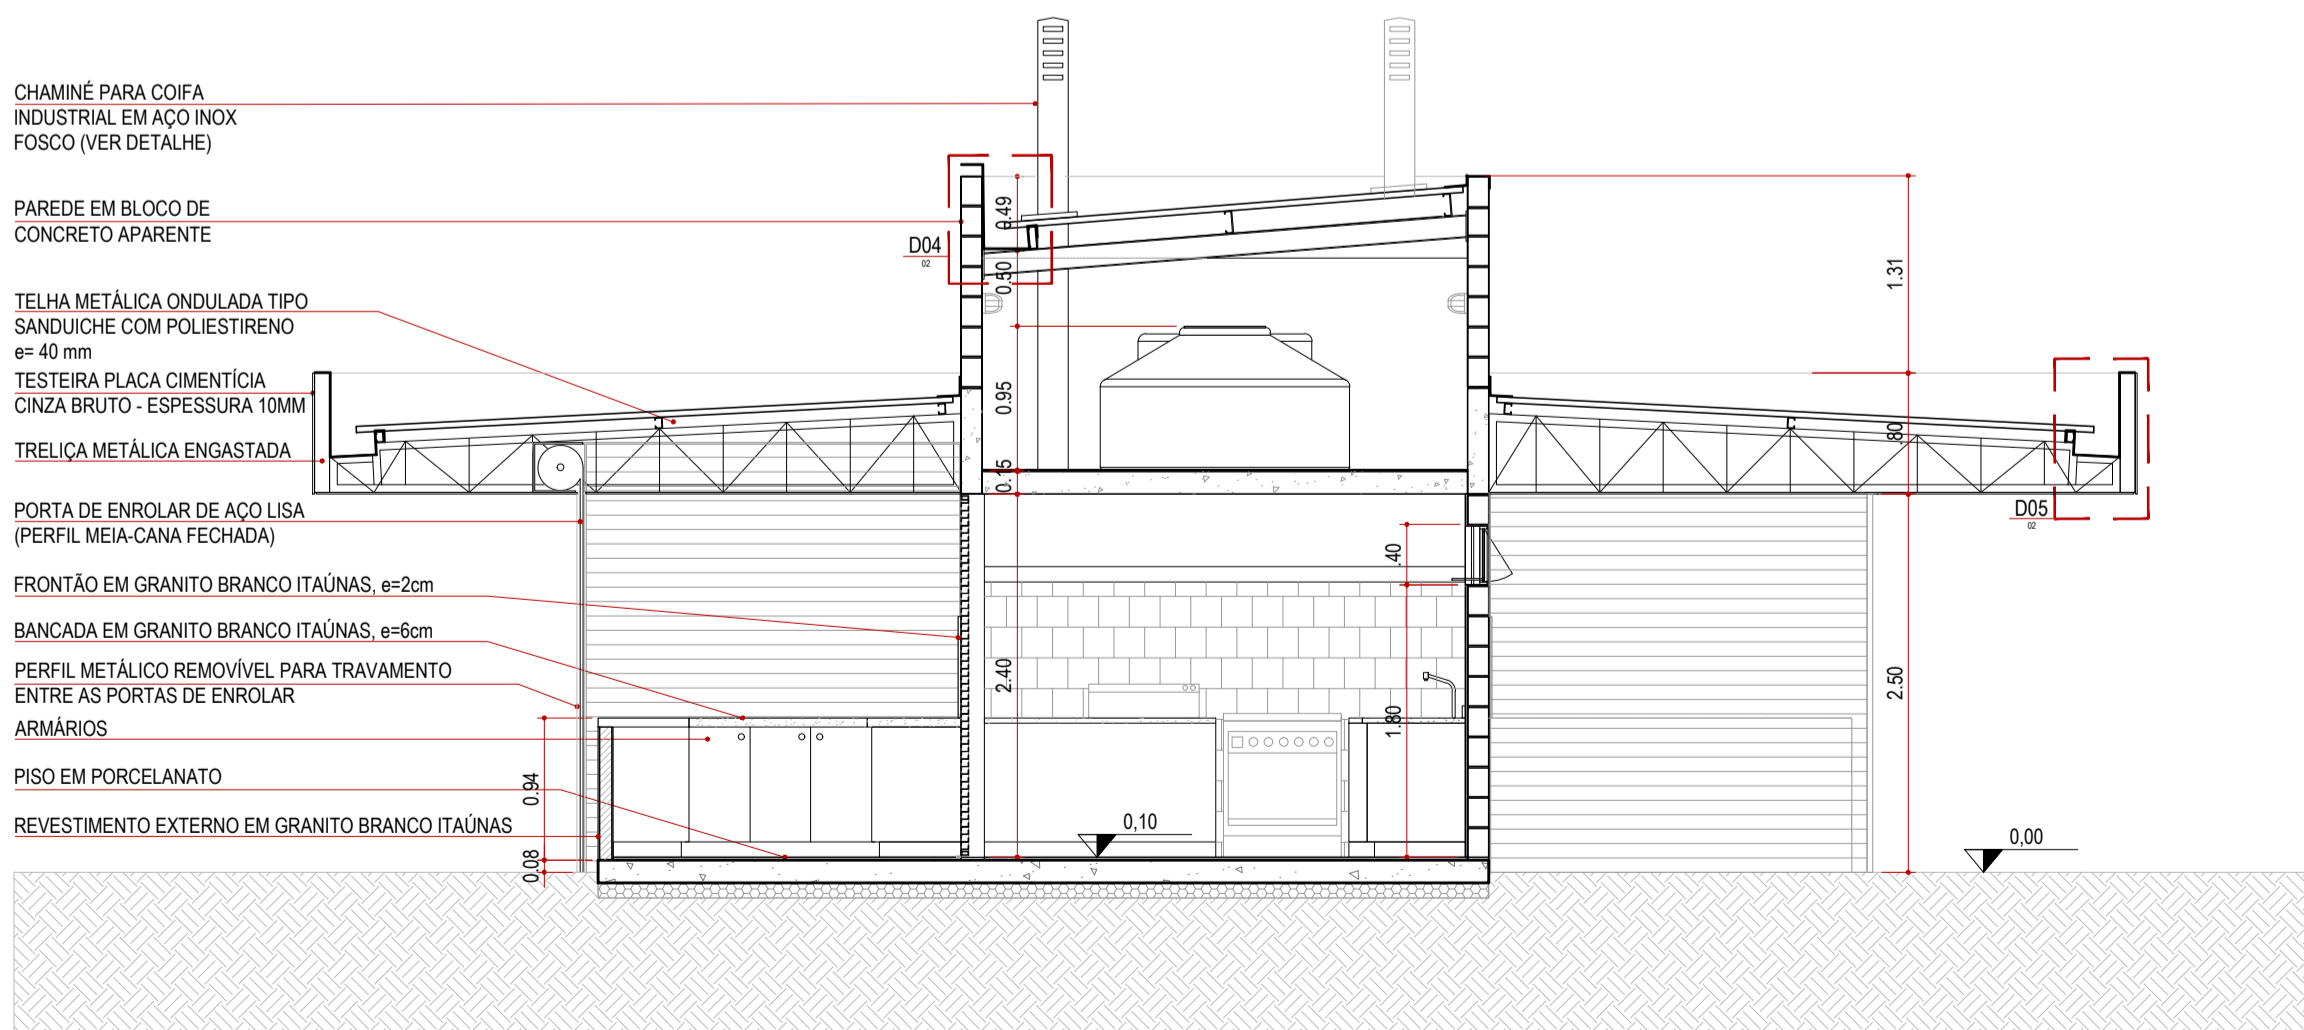 CHAMINÉ PARA COIFA
INDUSTRIAL EM AÇO INOX
FOSCO (VER DETALHE)
PAREDE EM BLOCO DE
CONCRETO APARENTE
TELHA METÁLICA ONDULADA TIPO
SANDUICHE COM POLIESTIRENO
e= 40 mm
TESTEIRA PLACA CIMENTÍCIA
CINZA BRUTO - ESPESSURA 10MM
TRELIÇA METÁLICA ENGASTADA
PORTA DE ENROLAR DE AÇO LISA
(PERFIL MEIA-CANA FECHADA)
FRONTÃO EM GRANITO BRANCO ITAÚNAS, e=2cm
BANCADA EM GRANITO BRANCO ITAÚNAS, e=6cm
PERFIL METÁLICO REMOVÍVEL PARA TRAVAMENTO
ENTRE AS PORTAS DE ENROLAR
ARMÁRIOS
PISO EM PORCELANATO
REVESTIMENTO EXTERNO EM GRANITO BRANCO ITAÚNAS
0.94
0.08
D04
02
0.49
0.50
0.95
0.15
2.40
0,10
.40
1.80
1.31
.80
2.50
D05
02
0,00